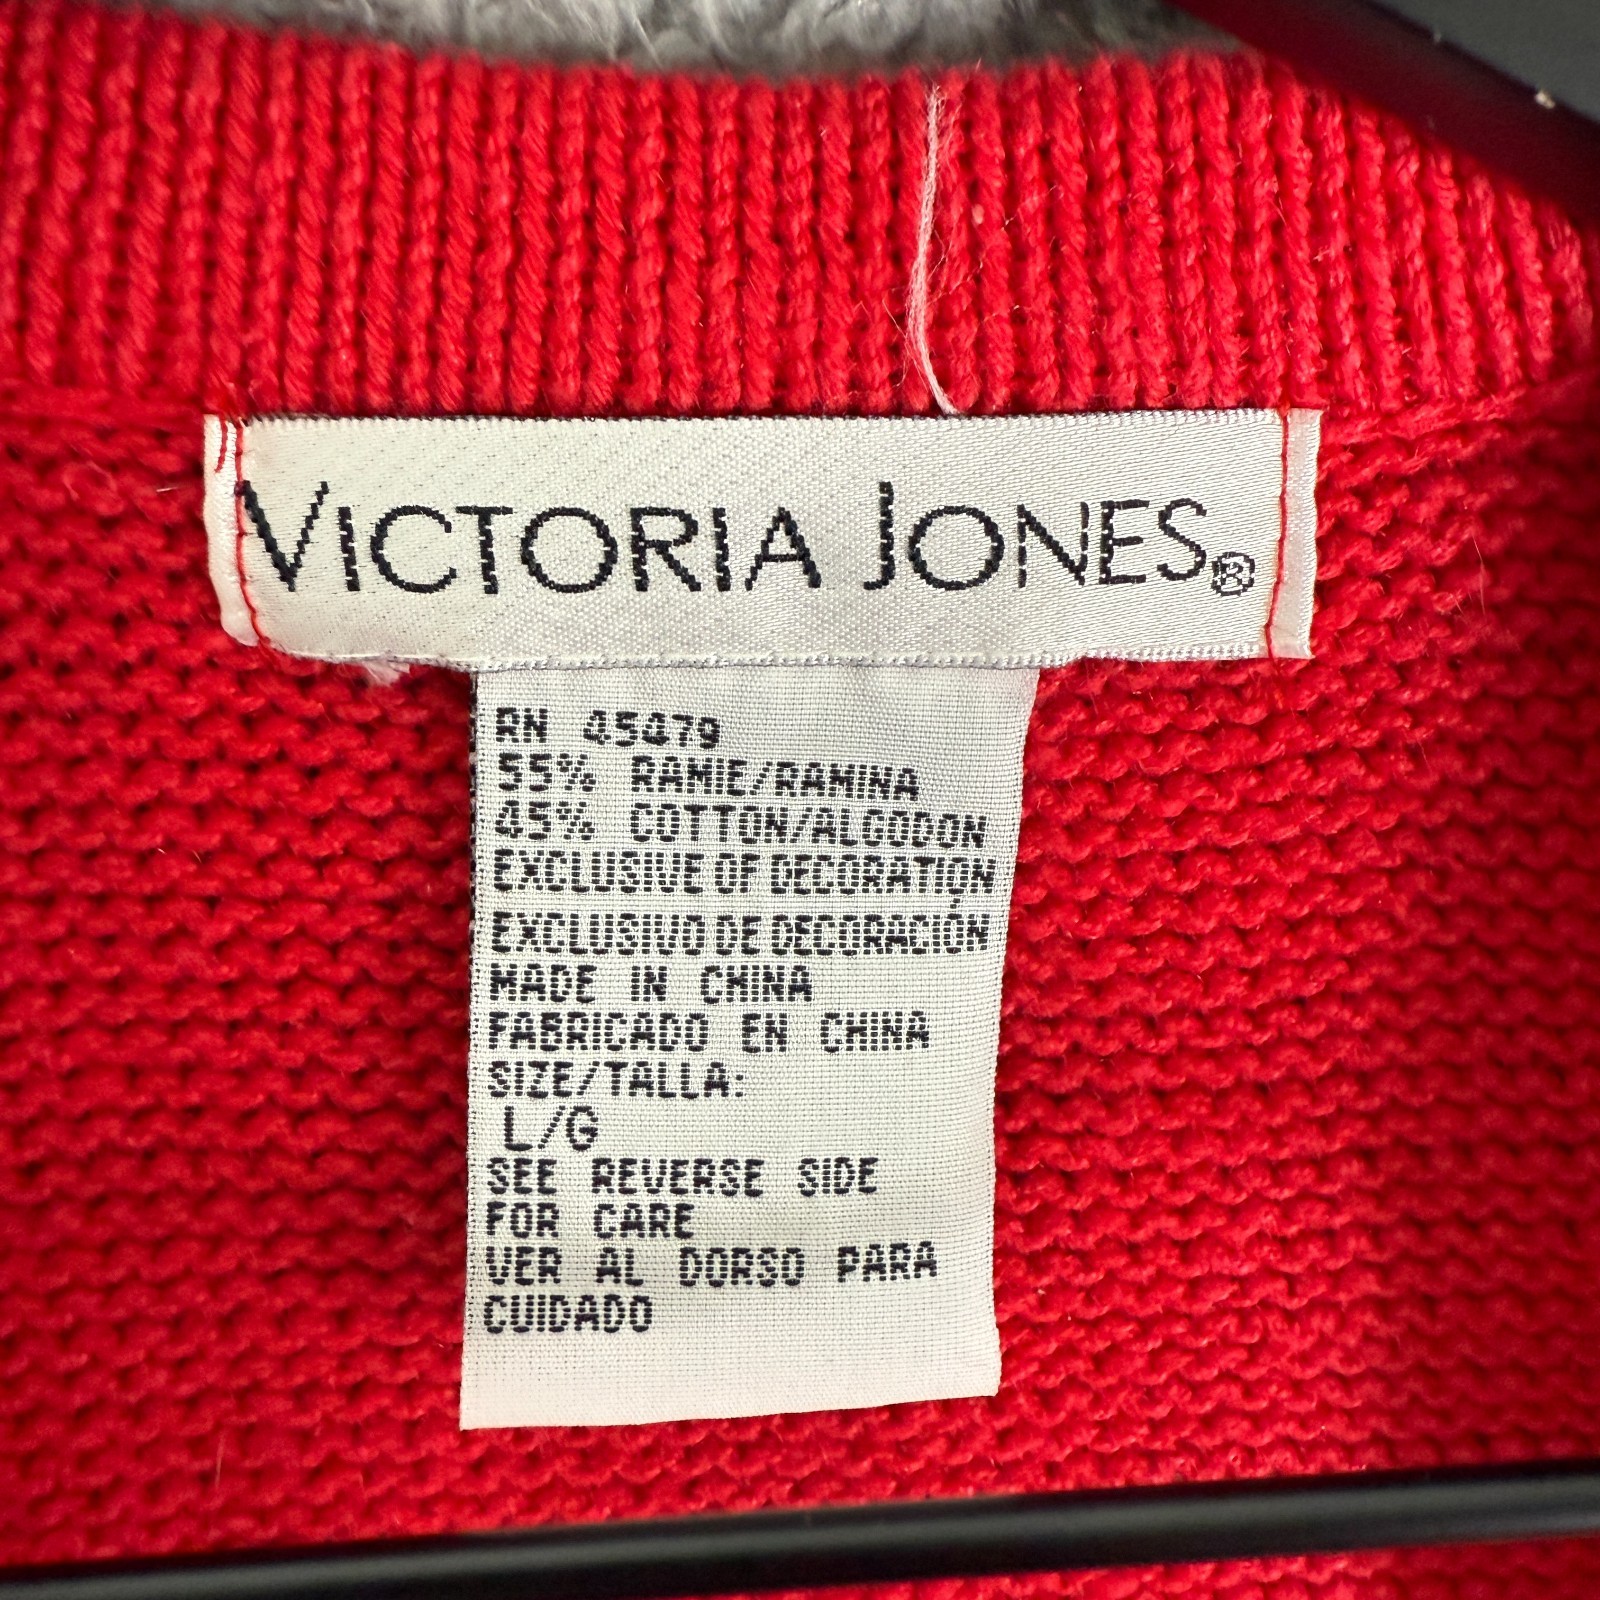 VICTORIA JONES®
RN 45479
55% RAMIE/RAMINA
45% COTTON/ALGODON
EXCLUSIVE OF DECORATION
EXCLUSIVO DE DECORACIÓN
MADE IN CHINA
FABRICADO EN CHINA
SIZE/TALLA:
L/G
SEE REVERSE SIDE
FOR CARE
VER AL DORSO PARA
CUIDADO